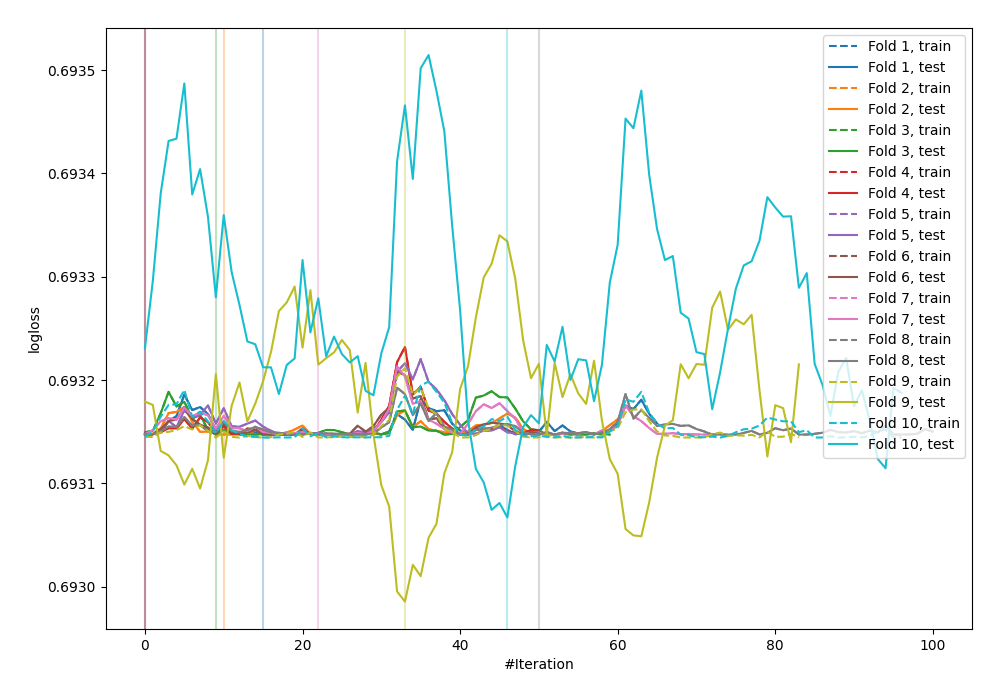 0.6935
0.6934
0.6933
0.6932
0.6931
0.6930
logloss
0
20
40
60
80
100
#Iteration
Fold 1, train
Fold 1, test
Fold 2, train
Fold 2, test
Fold 3, train
Fold 3, test
Fold 4, train
Fold 4, test
Fold 5, train
Fold 5, test
Fold 6, train
Fold 6, test
Fold 7, train
Fold 7, test
Fold 8, train
Fold 8, test
Fold 9, train
Fold 9, test
Fold 10, train
Fold 10, test